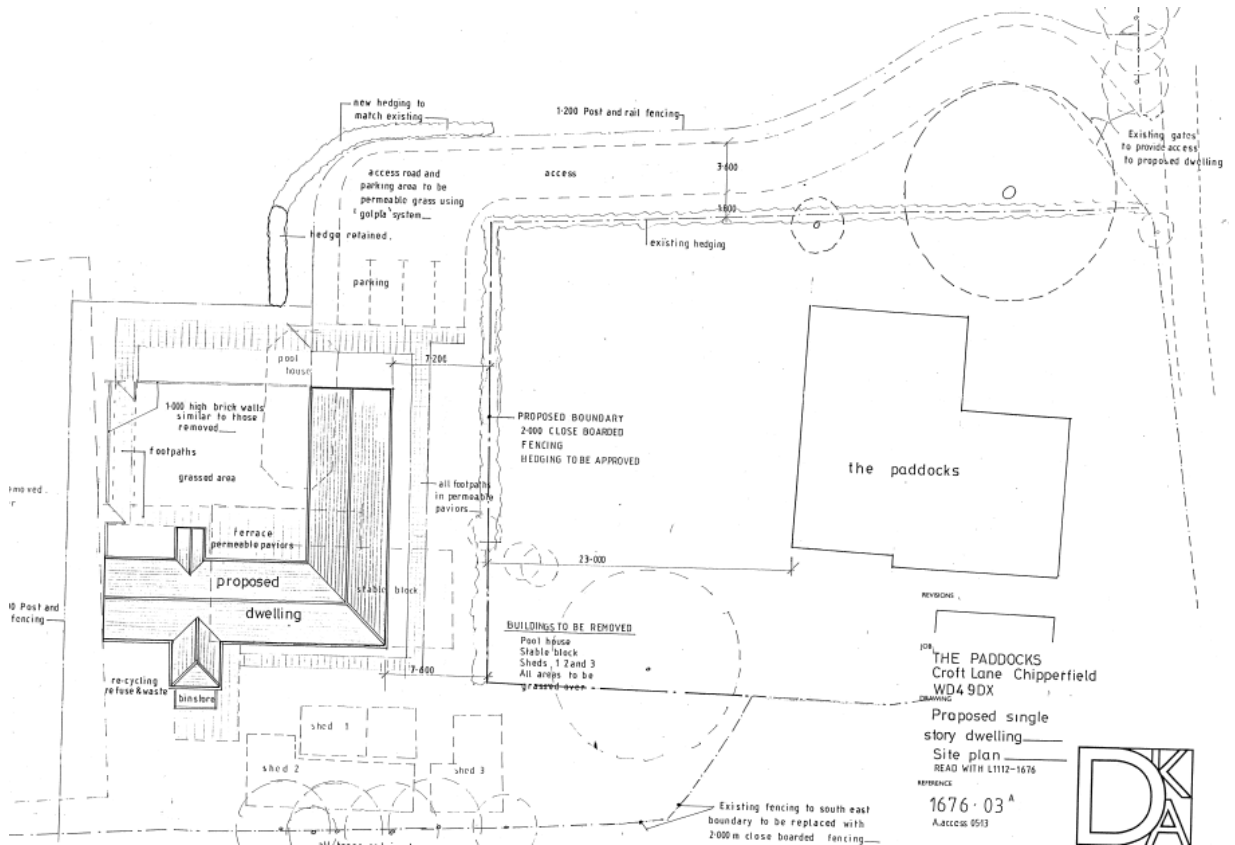 new hedging to
match existing
1·200 Post and rail fencing
Existing gates
to provide access
to proposed dwelling
access road and
parking area to be
permeable grass using
'golpla' system
access
3·600
1·800
hedge retained.
existing hedging
parking
pool
house
7·200
1·000 high brick walls
similar to those
removed
footpaths
grassed area
PROPOSED BOUNDARY
2·000 CLOSE BOARDED
FENCING
HEDGING TO BE APPROVED
the paddocks
all footpaths
in permeable
paviors
terrace
permeable paviors
23·000
proposed
dwelling
stable block
Post and
fencing
BUILDINGS TO BE REMOVED
Pool house
Stable block
Sheds, 1 2 and 3
All areas to be
grassed over
7·600
re-cycling
refuse & waste
binstore
shed 1
shed 2
shed 3
Existing fencing to south east
boundary to be replaced with
2·000 m close boarded fencing
REVISIONS
JOB
THE PADDOCKS
Croft Lane Chipperfield
WD4 9DX
DRAWING
Proposed single
story dwelling
Site plan
READ WITH L1112-1676
REFERENCE
1676·03 A
A.access 0513
DKA